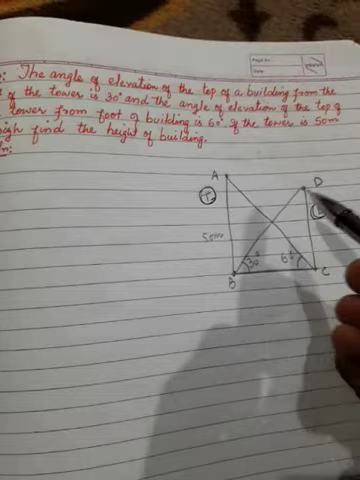 The angle of elevation of the top of a building from the
of the tower is 30° and the angle of elevation of the top of
tower from foot of building is 60° if the tower is 50m
high find the height of building.
A
D
T
L
50m
30°
60°
B
C